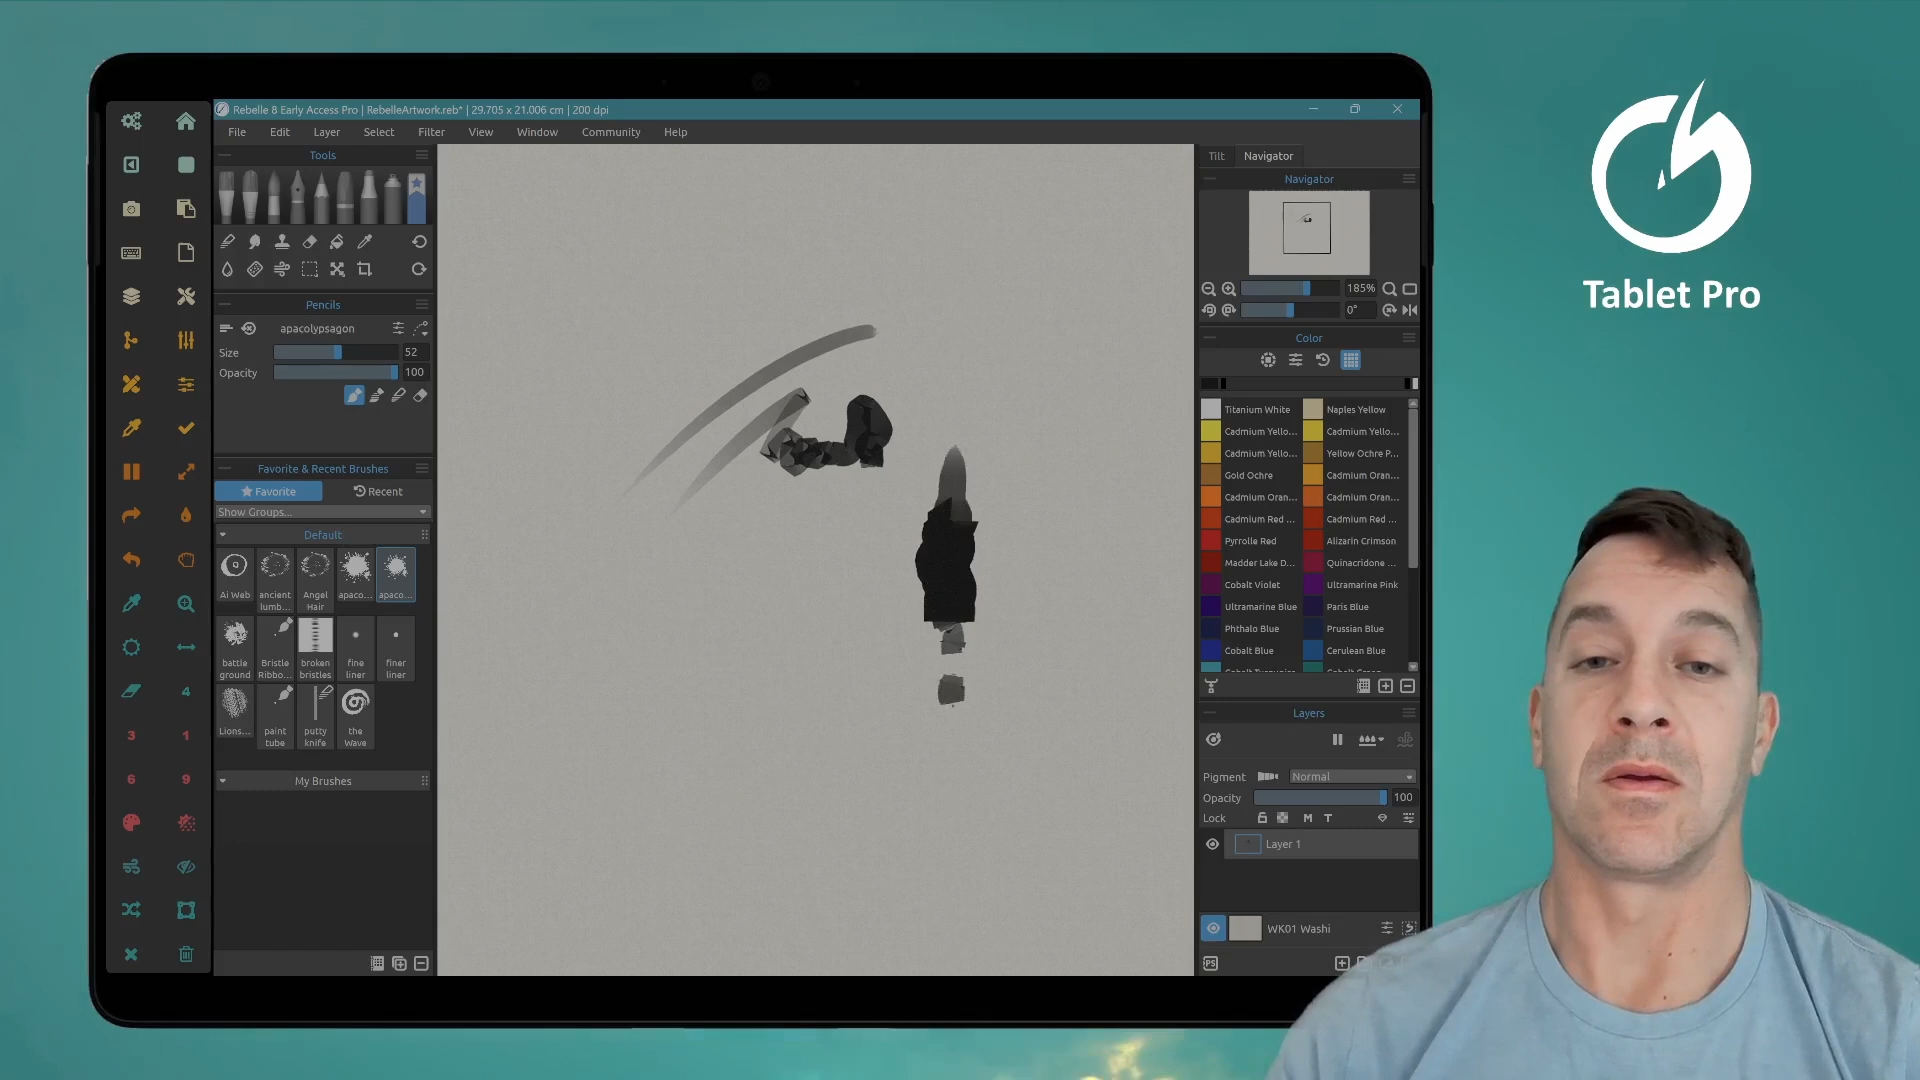 Rebelle 8 Early Access Pro | RebelleArtwork.reb* | 29.705 x 21.006 cm | 200 dpi
File Edit Layer Select Filter View Window Community Help
Tools
Pencils
apacolypsagon
Size 52
Opacity 100
Favorite & Recent Brushes
Favorite Recent
Show Groups...
Default
Ai Web
ancient lumb...
Angel Hair
apaco...
apaco...
battle ground
Bristle Ribbo...
broken bristles
fine liner
finer liner
Lions...
paint tube
putty knife
the Wave
My Brushes
4
3 1
6 9
Tilt Navigator
Navigator
185%
0°
Color
Titanium White Naples Yellow
Cadmium Yello... Cadmium Yello...
Cadmium Yello... Yellow Ochre P...
Gold Ochre Cadmium Oran...
Cadmium Oran... Cadmium Oran...
Cadmium Red ... Cadmium Red ...
Pyrrolle Red Alizarin Crimson
Madder Lake D... Quinacridone ...
Cobalt Violet Ultramarine Pink
Ultramarine Blue Paris Blue
Phthalo Blue Prussian Blue
Cobalt Blue Cerulean Blue
Layers
Pigment Normal
Opacity 100
Lock M T
Layer 1
WK01 Washi
PS
Tablet Pro